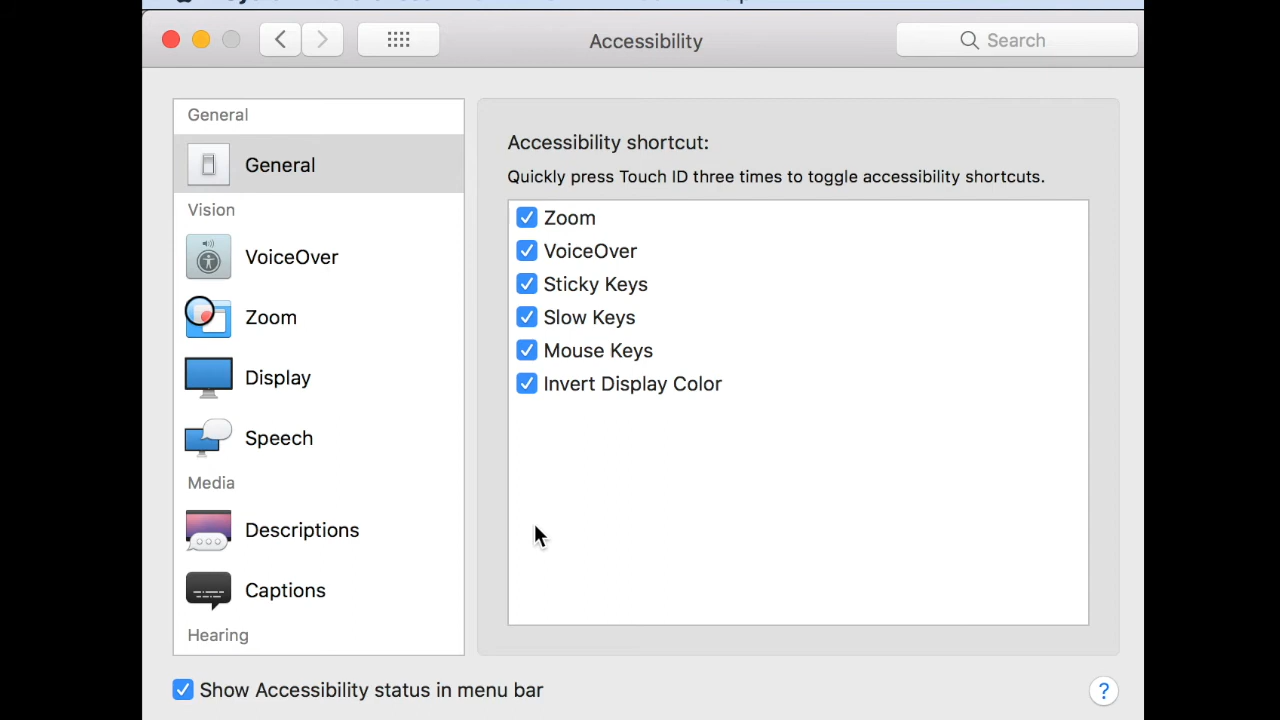 Accessibility
Search
General
General
Vision
VoiceOver
Zoom
Display
Speech
Media
Descriptions
Captions
Hearing
Accessibility shortcut:
Quickly press Touch ID three times to toggle accessibility shortcuts.
Zoom
VoiceOver
Sticky Keys
Slow Keys
Mouse Keys
Invert Display Color
Show Accessibility status in menu bar
?